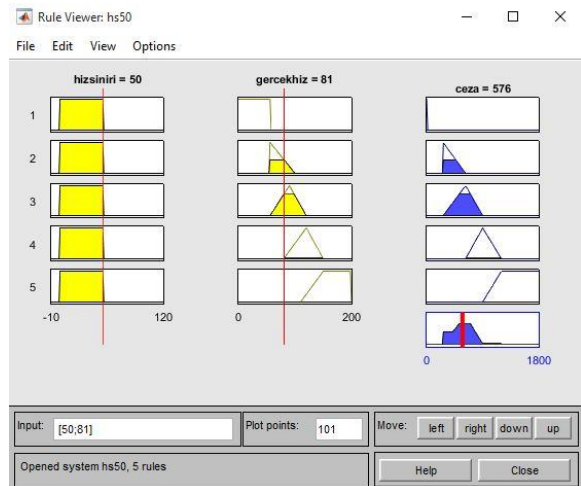 Rule Viewer: hs50
File Edit View Options
hizsiniri = 50
gercekhiz = 81
ceza = 576
1
2
3
4
5
-10 120
0 200
0 1800
Input: [50;81]
Plot points: 101
Move: left right down up
Opened system hs50, 5 rules
Help Close